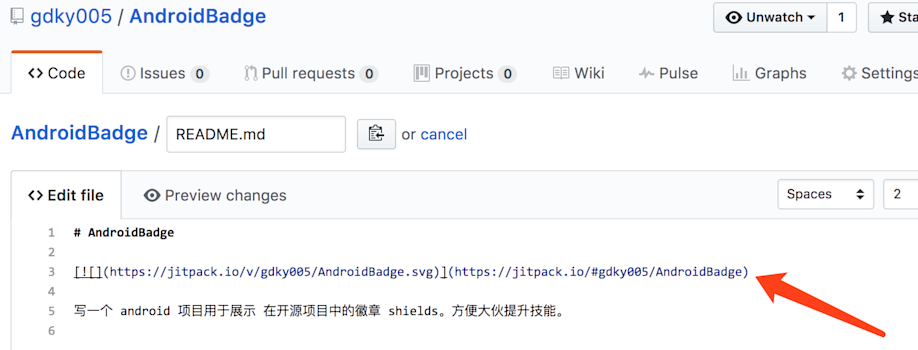 gdky005 / AndroidBadge
Unwatch 1 Sta
Code Issues 0 Pull requests 0 Projects 0 Wiki Pulse Graphs Settings
AndroidBadge / README.md or cancel
Edit file Preview changes Spaces 2
1 # AndroidBadge
2
3 [![](https://jitpack.io/v/gdky005/AndroidBadge.svg)](https://jitpack.io/#gdky005/AndroidBadge)
4
5 写一个 android 项目用于展示 在开源项目中的徽章 shields。方便大伙提升技能。
6